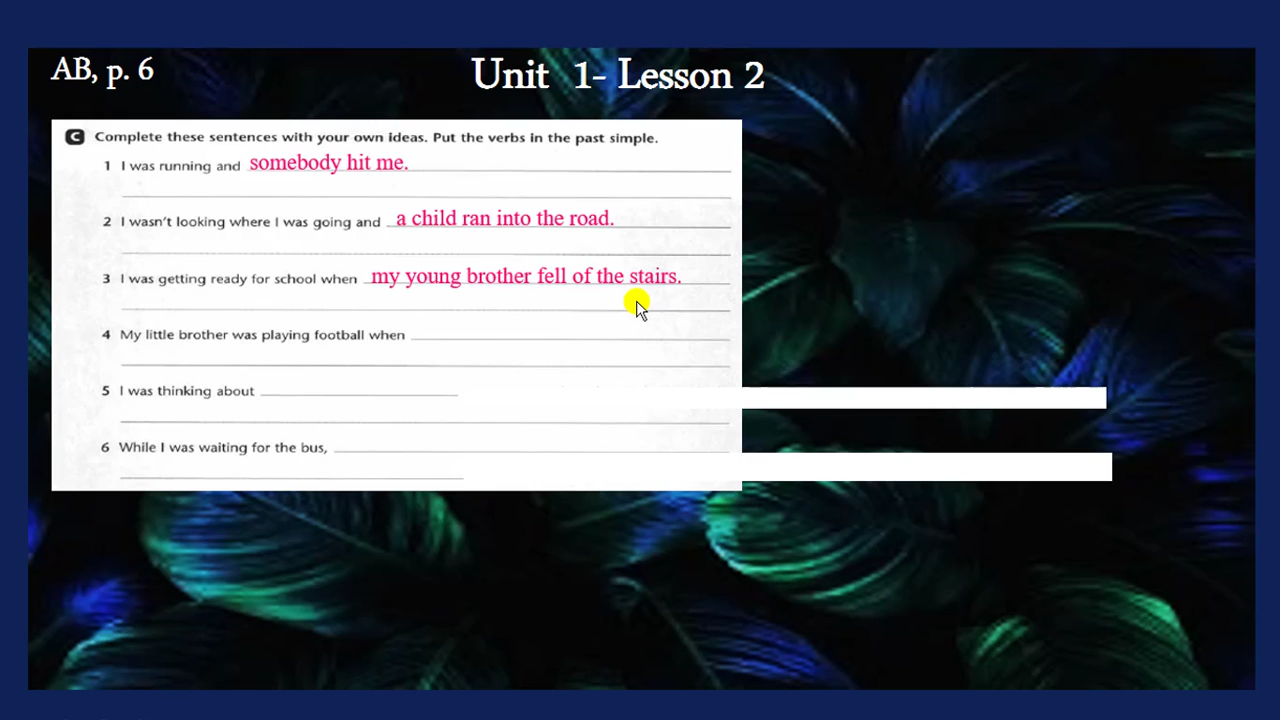 AB, p. 6
Unit 1- Lesson 2
C Complete these sentences with your own ideas. Put the verbs in the past simple.
1 I was running and somebody hit me.
2 I wasn't looking where I was going and a child ran into the road.
3 I was getting ready for school when my young brother fell of the stairs.
4 My little brother was playing football when
5 I was thinking about
6 While I was waiting for the bus,